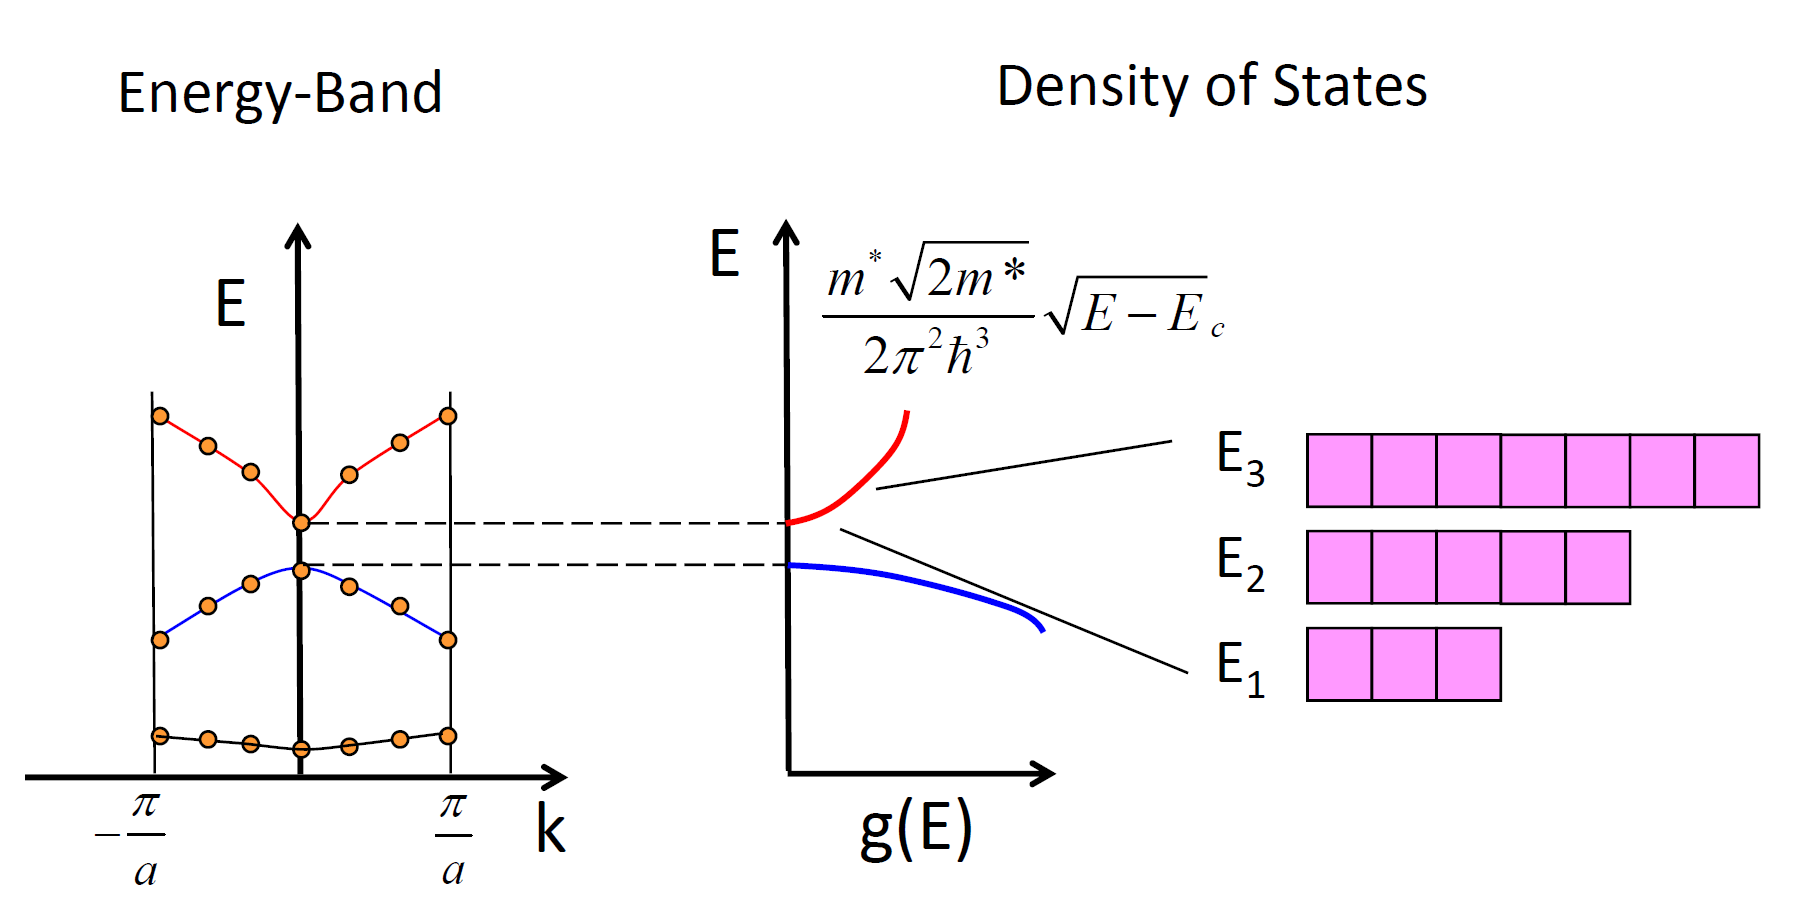 Energy-Band
Density of States
E
E
m* √2m* / 2π²ħ³ √E − E_c
E₃
E₂
E₁
−π/a
π/a
k
g(E)